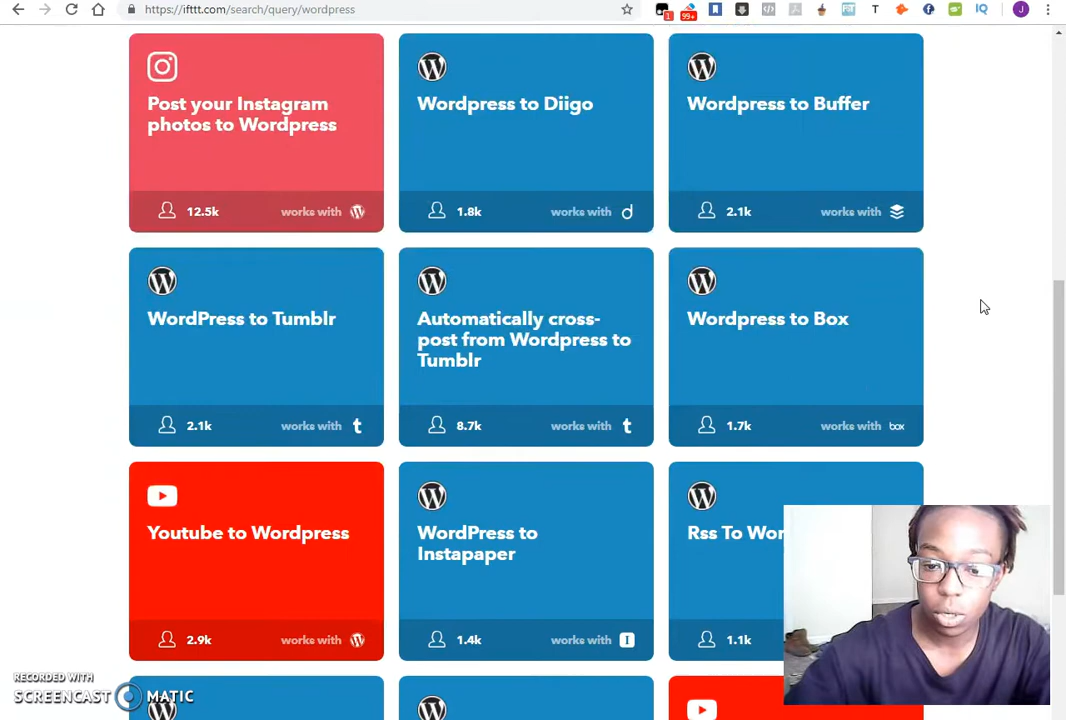 https://ifttt.com/search/query/wordpress
1
99+
T
IQ
J
Post your Instagram
photos to Wordpress
12.5k
works with
Wordpress to Diigo
1.8k
works with
Wordpress to Buffer
2.1k
works with
WordPress to Tumblr
2.1k
works with
Automatically cross-
post from Wordpress to
Tumblr
8.7k
works with
Wordpress to Box
1.7k
works with box
Youtube to Wordpress
2.9k
works with
WordPress to
Instapaper
1.4k
works with
Rss To Wor
1.1k
RECORDED WITH
SCREENCAST MATIC